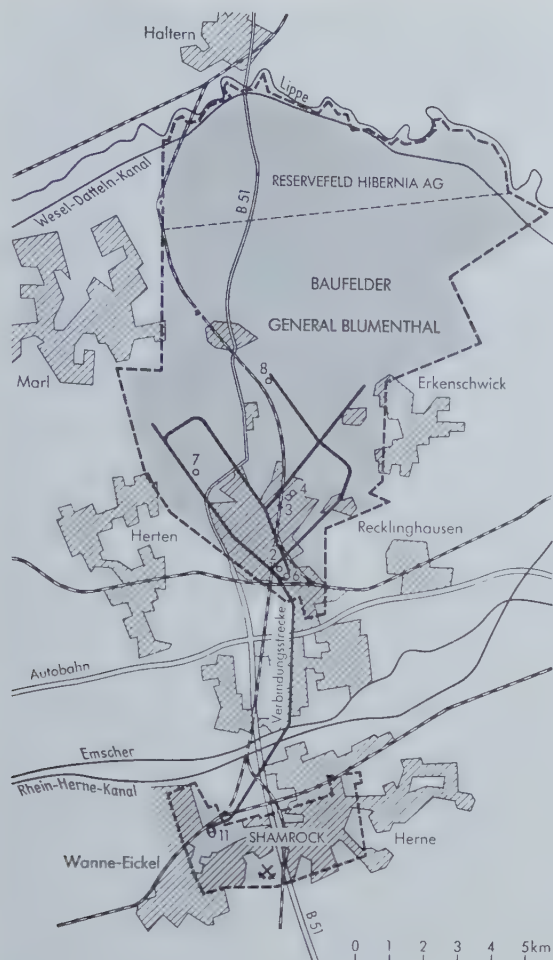 Haltern
Lippe
Wesel-Datteln-Kanal
B 51
RESERVEFELD HIBERNIA AG
BAUFELDER
GENERAL BLUMENTHAL
Marl
8
Erkenschwick
7
4
3
Herten
Recklinghausen
2
6
Verbindungsstrecke
Autobahn
Emscher
Rhein-Herne-Kanal
11
SHAMROCK
Herne
Wanne-Eickel
B 51
0 1 2 3 4 5km